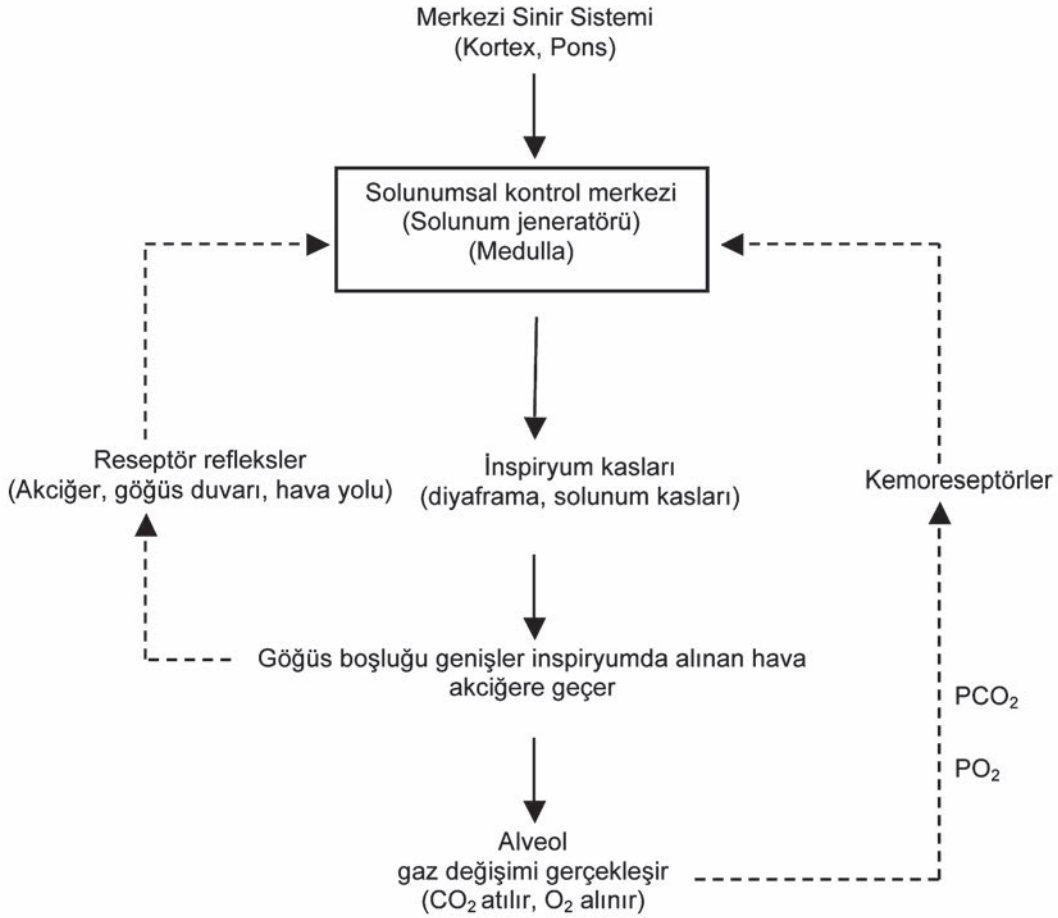 Merkezi Sinir Sistemi
(Kortex, Pons)
Solunumsal kontrol merkezi
(Solunum jeneratörü)
(Medulla)
Reseptör refleksler
(Akciğer, göğüs duvarı, hava yolu)
İnspiryum kasları
(diyaframa, solunum kasları)
Kemoreseptörler
Göğüs boşluğu genişler inspiryumda alınan hava
akciğere geçer
PCO₂
PO₂
Alveol
gaz değişimi gerçekleşir
(CO₂ atılır, O₂ alınır)